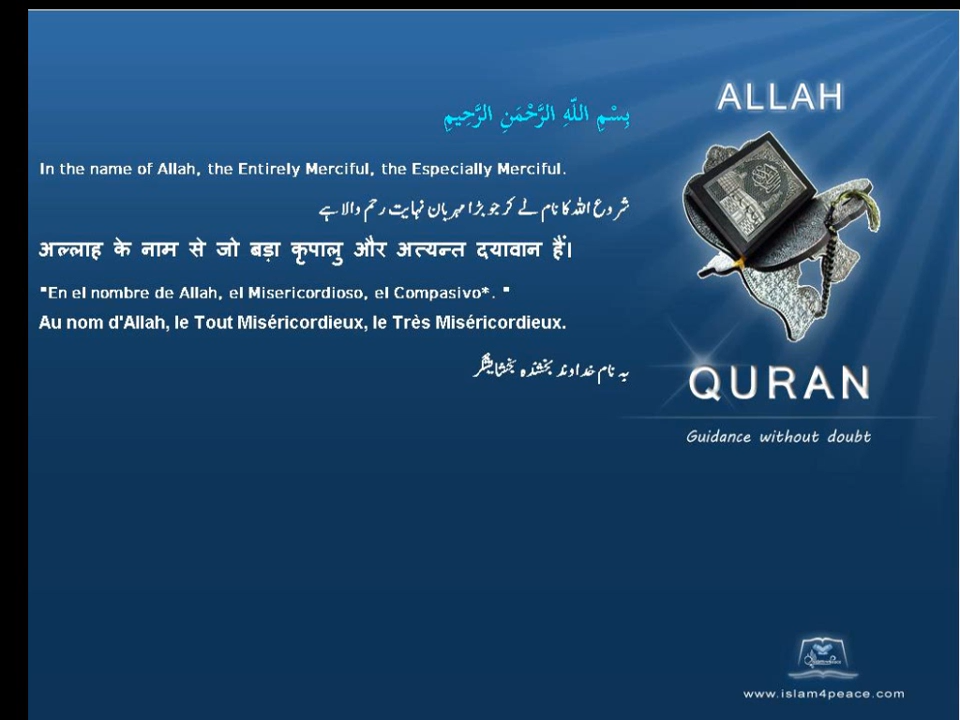 بِسْمِ اللَّهِ الرَّحْمَنِ الرَّحِيمِ
In the name of Allah, the Entirely Merciful, the Especially Merciful.
شروع الله کا نام لے کر جو بڑا مہربان نہایت رحم والا ہے
अल्लाह के नाम से जो बड़ा कृपालु और अत्यन्त दयावान हैं।
"En el nombre de Allah, el Misericordioso, el Compasivo*. "
Au nom d'Allah, le Tout Miséricordieux, le Très Miséricordieux.
به نام خداوند بخشنده بخشایشگر
ALLAH
QURAN
Guidance without doubt
www.islam4peace.com